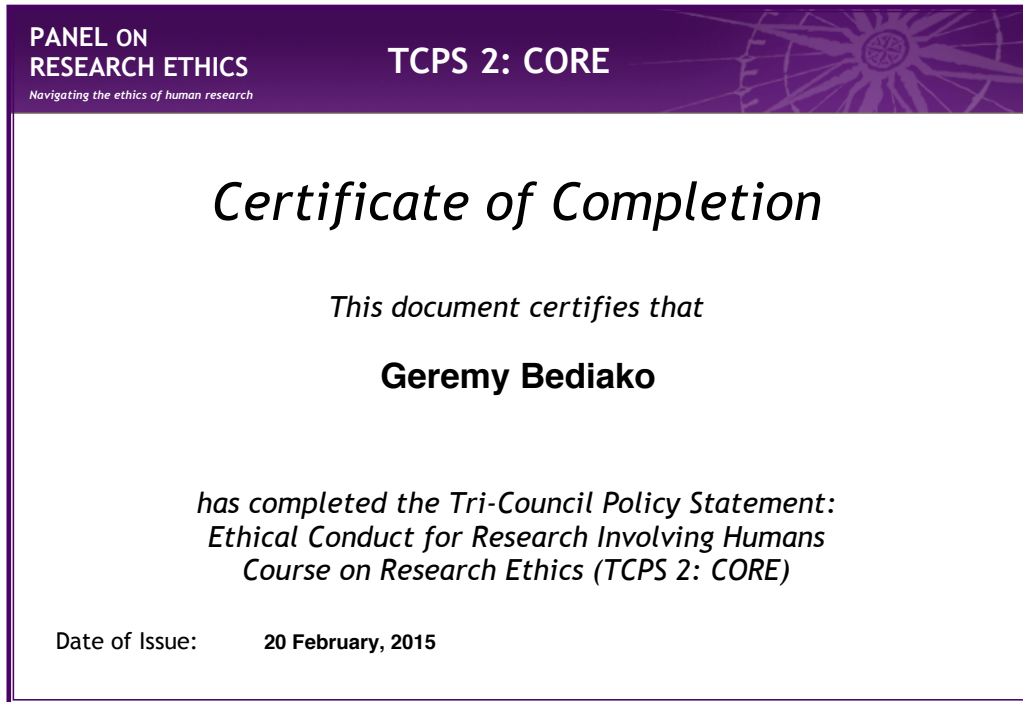 PANEL ON
RESEARCH ETHICS
Navigating the ethics of human research
TCPS 2: CORE
Certificate of Completion
This document certifies that
Geremy Bediako
has completed the Tri-Council Policy Statement:
Ethical Conduct for Research Involving Humans
Course on Research Ethics (TCPS 2: CORE)
Date of Issue: 20 February, 2015